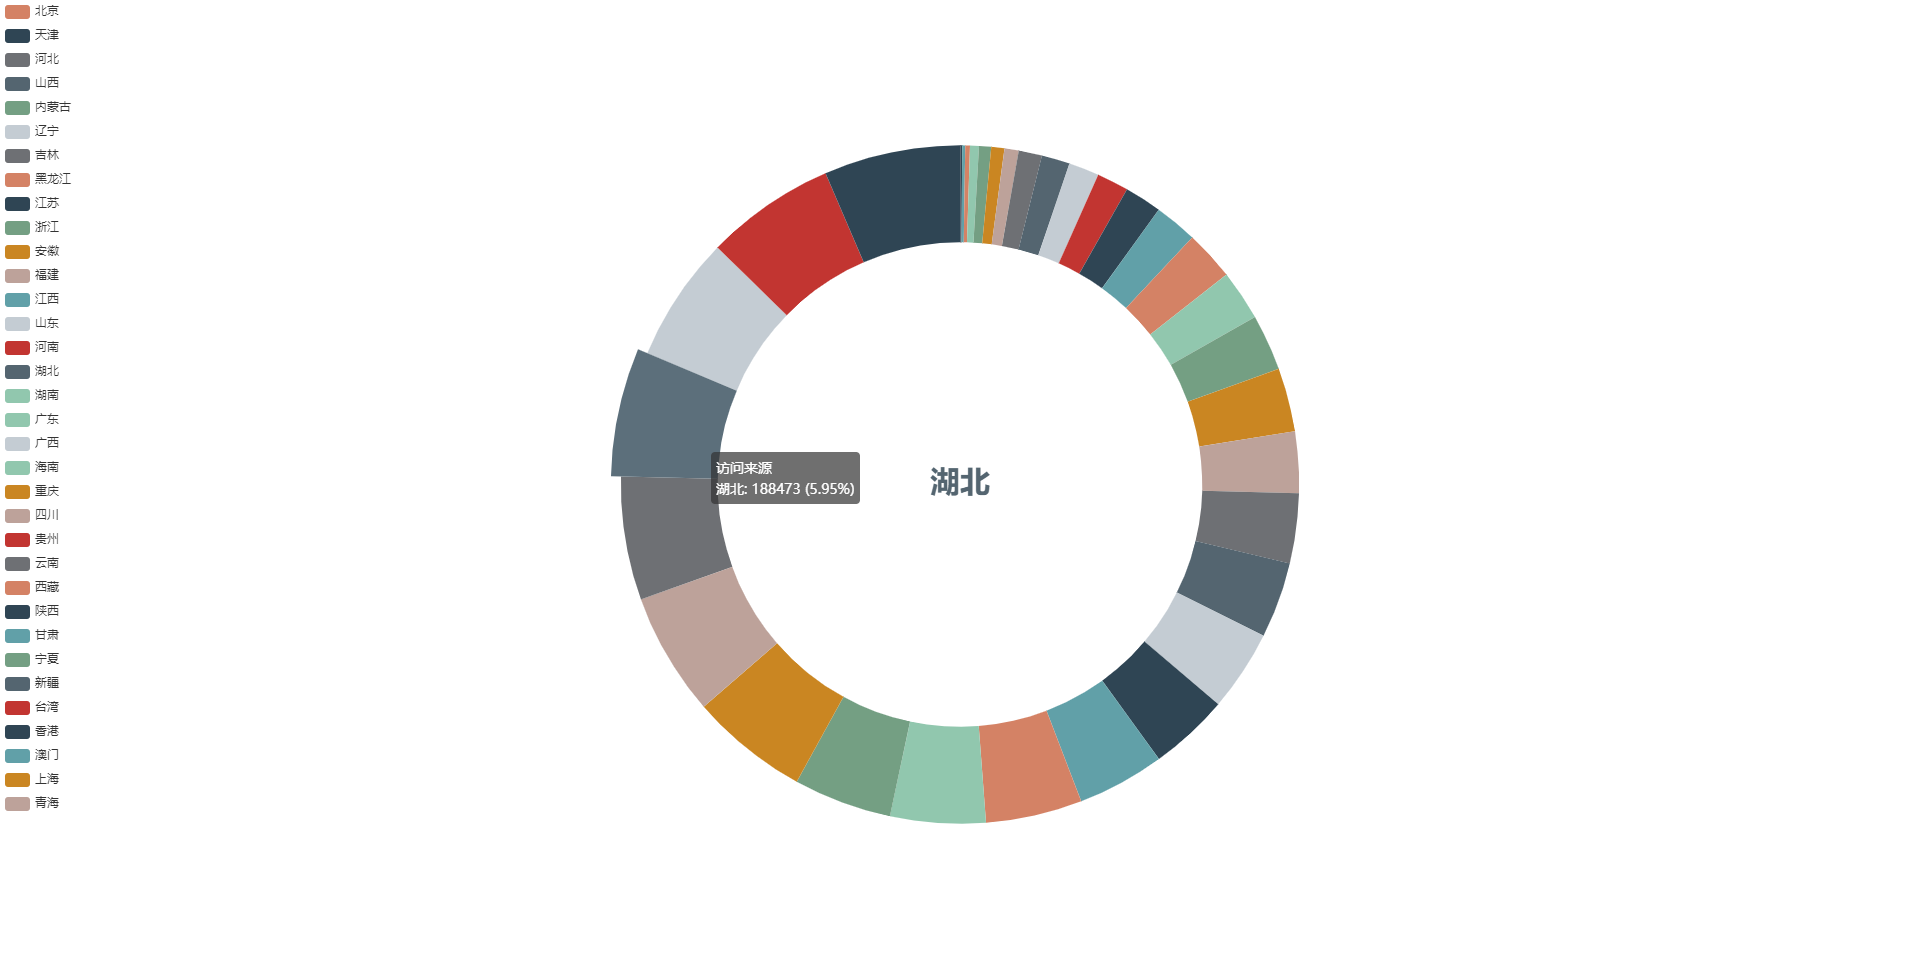 北京
天津
河北
山西
内蒙古
辽宁
吉林
黑龙江
江苏
浙江
安徽
福建
江西
山东
河南
湖北
湖南
广东
广西
海南
重庆
四川
贵州
云南
西藏
陕西
甘肃
宁夏
新疆
台湾
香港
澳门
上海
青海
访问来源
湖北: 188473 (5.95%)
湖北